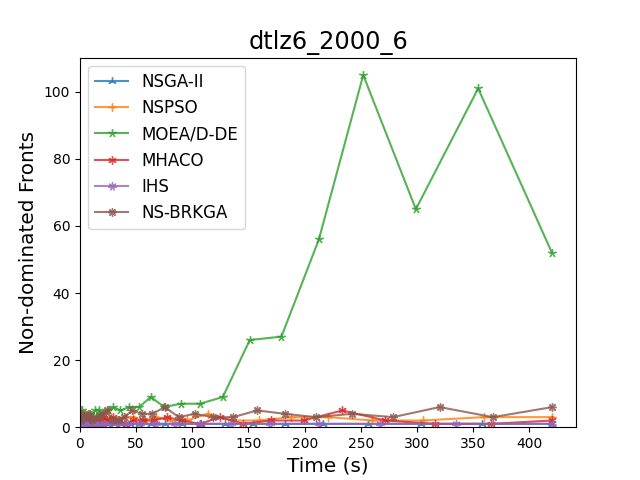 dtlz6_2000_6
NSGA-II
NSPSO
MOEA/D-DE
MHACO
IHS
NS-BRKGA
Non-dominated Fronts
100
80
60
40
20
0
0 50 100 150 200 250 300 350 400
Time (s)